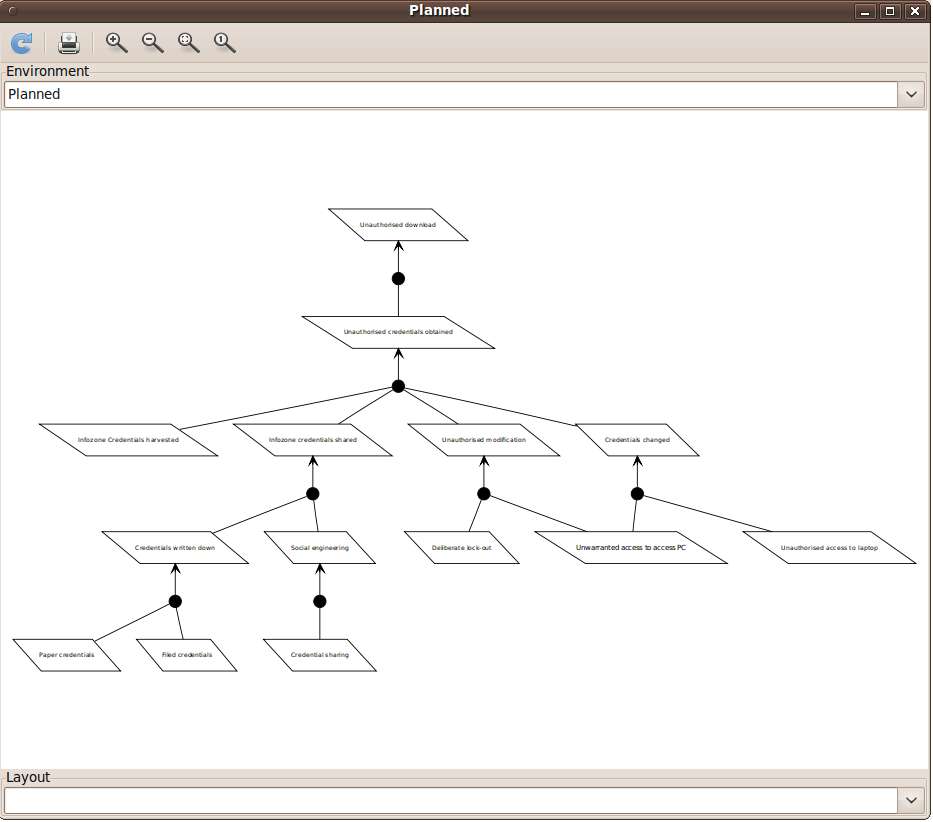 Planned
Environment
Planned
Unauthorised download
Unauthorised credentials obtained
Infozone Credentials harvested
Infozone credentials shared
Unauthorised modification
Credentials changed
Credentials written down
Social engineering
Deliberate lock-out
Unwarranted access to access PC
Unauthorised access to laptop
Paper credentials
Filed credentials
Credential sharing
Layout